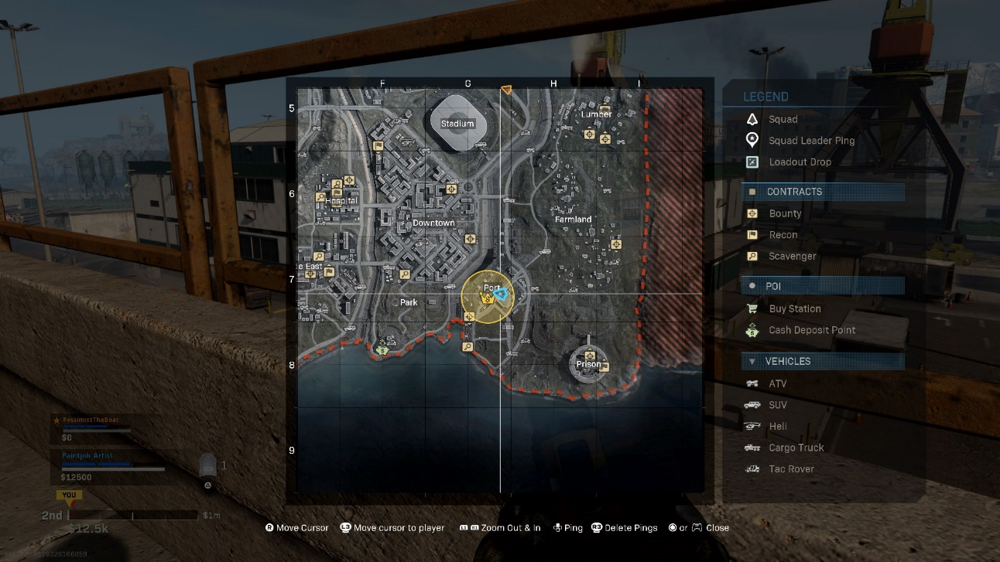 F G H I
5
Stadium
Lumber
6
Hospital
Downtown
Farmland
e East
7
Port
Park
8
Prison
9
LEGEND
Squad
Squad Leader Ping
Loadout Drop
CONTRACTS
Bounty
Recon
Scavenger
POI
Buy Station
Cash Deposit Point
VEHICLES
ATV
SUV
Heli
Cargo Truck
Tac Rover
PessimistTheBoat
$0
Paintjob Artist
$12500
1
YOU
2nd $1m
$12.5k
R Move Cursor L3 Move cursor to player Zoom Out & In Ping R3 Delete Pings or Close